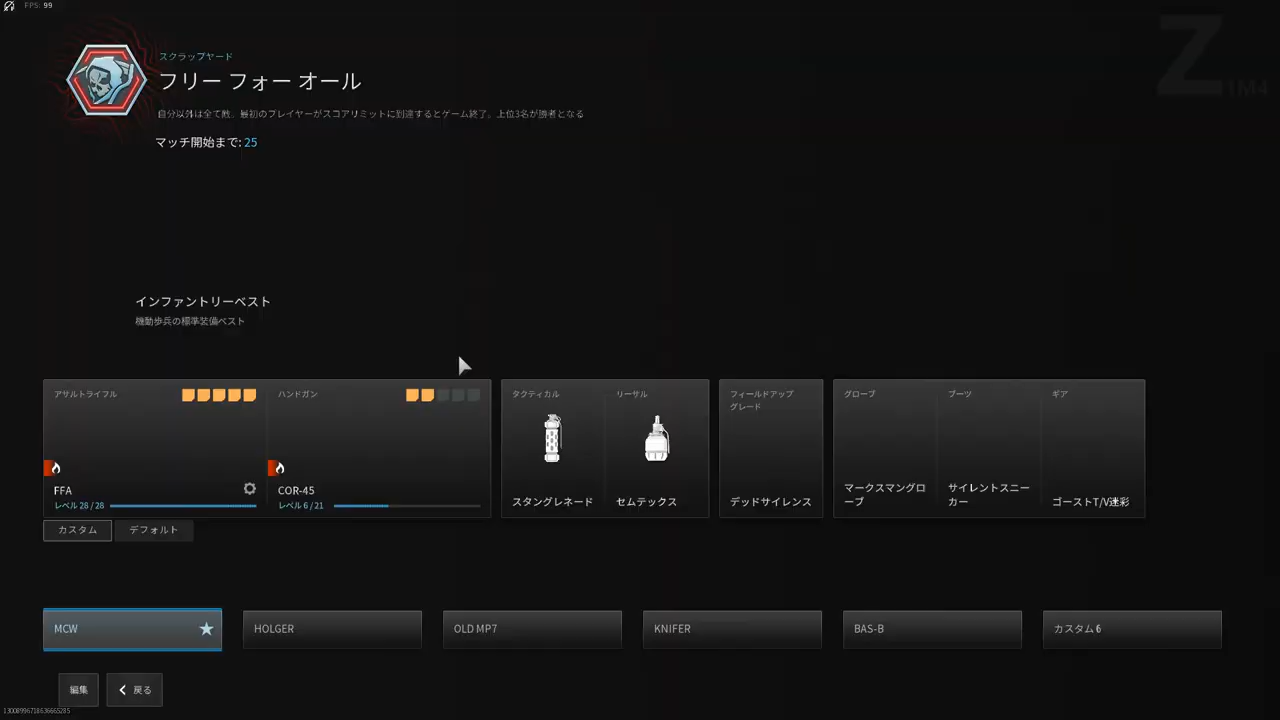 FPS: 99
Z1M4
スクラップヤード
フリー フォー オール
自分以外は全て敵。最初のプレイヤーがスコアリミットに到達するとゲーム終了。上位3名が勝者となる
マッチ開始まで: 25
インファントリーベスト
機動歩兵の標準装備ベスト
アサルトライフル
FFA
レベル 28 / 28
ハンドガン
COR-45
レベル 6 / 21
タクティカル
スタングレネード
リーサル
セムテックス
フィールドアップ
グレード
デッドサイレンス
グローブ
マークスマングロ
ーブ
ブーツ
サイレントスニー
カー
ギア
ゴーストT/V迷彩
カスタム
デフォルト
MCW
HOLGER
OLD MP7
KNIFER
BAS-B
カスタム 6
編集
戻る
13008996718636665285